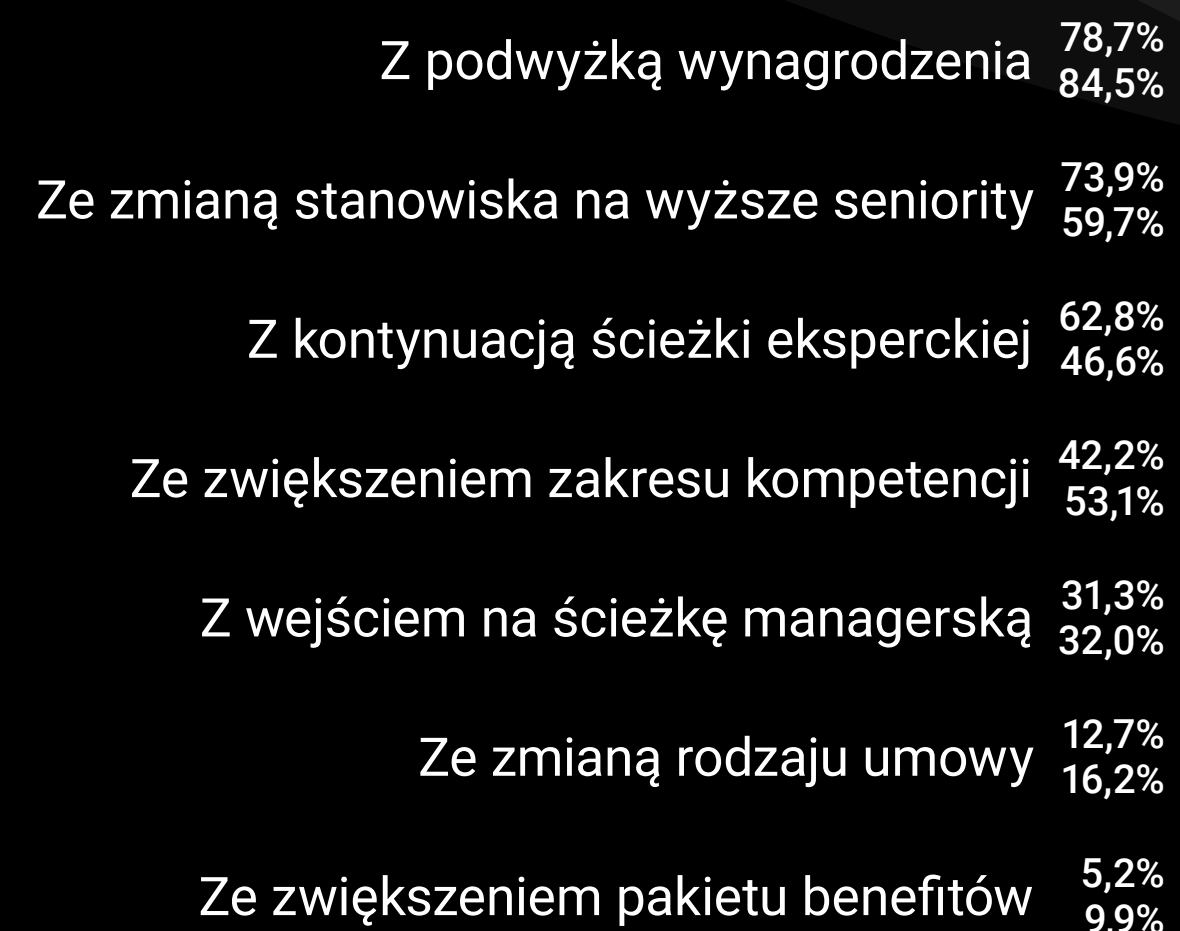 Z podwyżką wynagrodzenia
78,7%
84,5%
Ze zmianą stanowiska na wyższe seniority
73,9%
59,7%
Z kontynuacją ścieżki eksperckiej
62,8%
46,6%
Ze zwiększeniem zakresu kompetencji
42,2%
53,1%
Z wejściem na ścieżkę managerską
31,3%
32,0%
Ze zmianą rodzaju umowy
12,7%
16,2%
Ze zwiększeniem pakietu benefitów
5,2%
9,9%